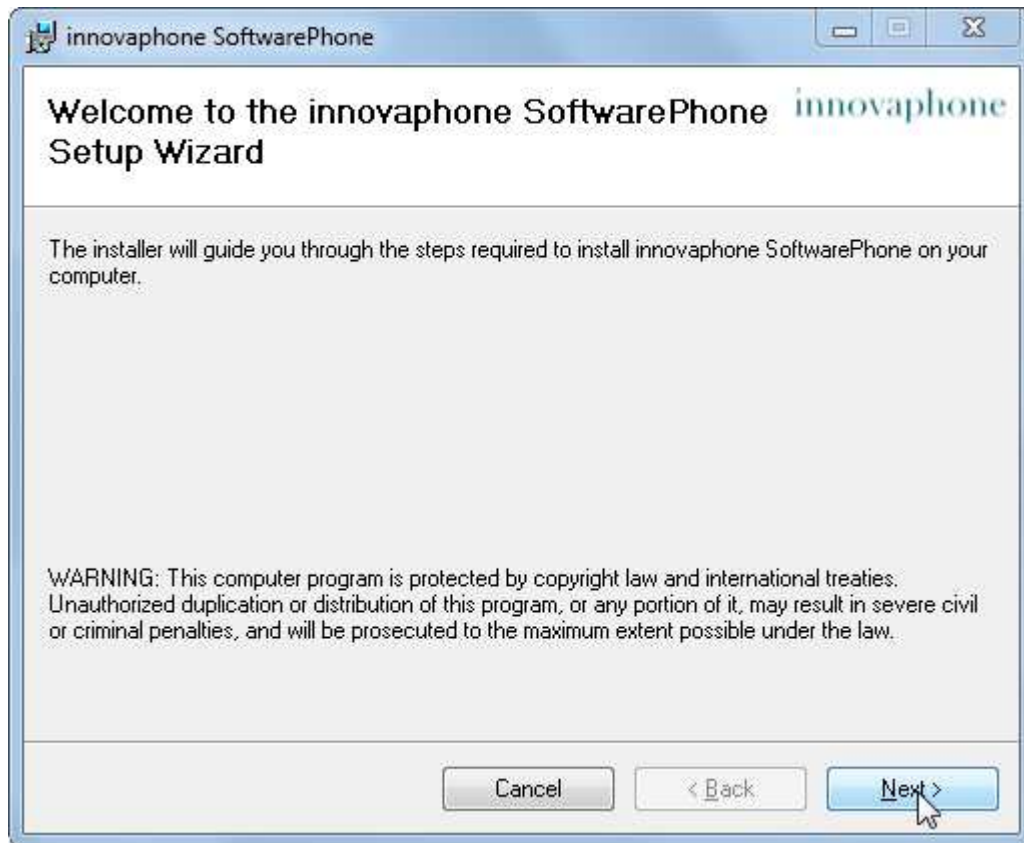 innovaphone SoftwarePhone
Welcome to the innovaphone SoftwarePhone
Setup Wizard
innovaphone
The installer will guide you through the steps required to install innovaphone SoftwarePhone on your
computer.
WARNING: This computer program is protected by copyright law and international treaties.
Unauthorized duplication or distribution of this program, or any portion of it, may result in severe civil
or criminal penalties, and will be prosecuted to the maximum extent possible under the law.
Cancel
< Back
Next >